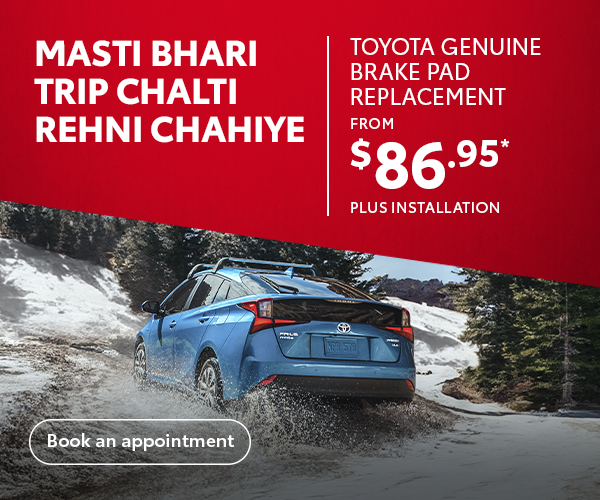 MASTI BHARI
TRIP CHALTI
REHNI CHAHIYE
TOYOTA GENUINE
BRAKE PAD
REPLACEMENT
FROM
$86.95*
PLUS INSTALLATION
PRIUS
Book an appointment